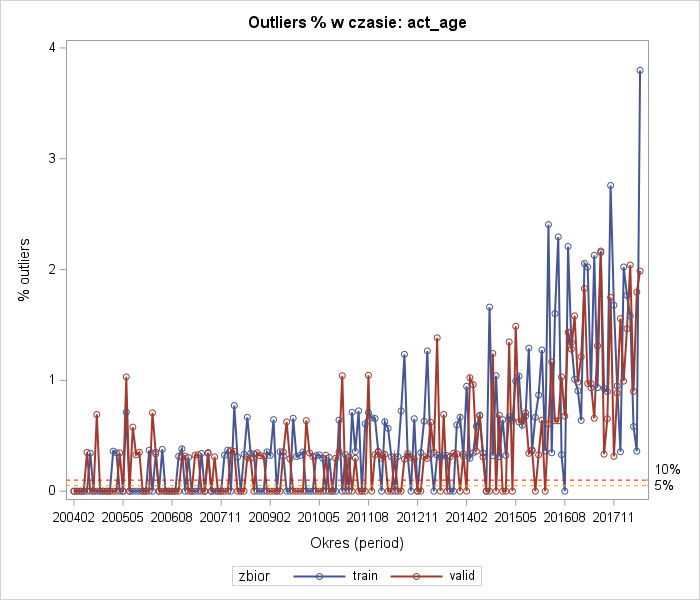 Outliers % w czasie: act_age
% outliers
4
3
2
1
0
10%
5%
200402 200505 200608 200711 200902 201005 201108 201211 201402 201505 201608 201711
Okres (period)
zbior train valid